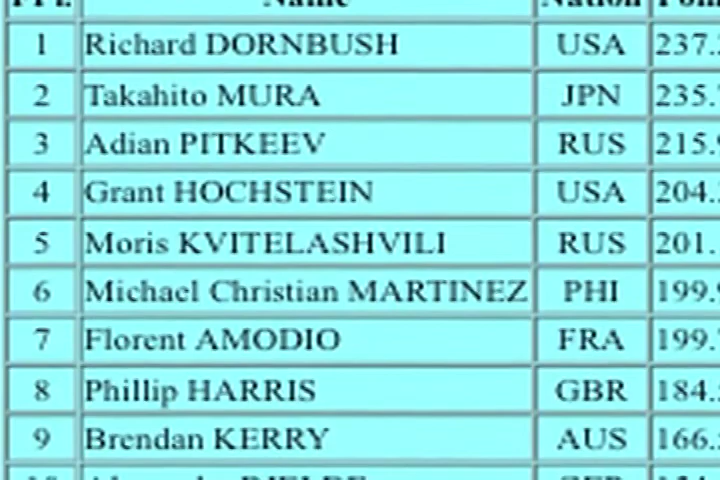 Name Nation
1 Richard DORNBUSH USA 237.
2 Takahito MURA JPN 235.
3 Adian PITKEEV RUS 215.
4 Grant HOCHSTEIN USA 204.
5 Moris KVITELASHVILI RUS 201.
6 Michael Christian MARTINEZ PHI 199.
7 Florent AMODIO FRA 199.
8 Phillip HARRIS GBR 184.
9 Brendan KERRY AUS 166.